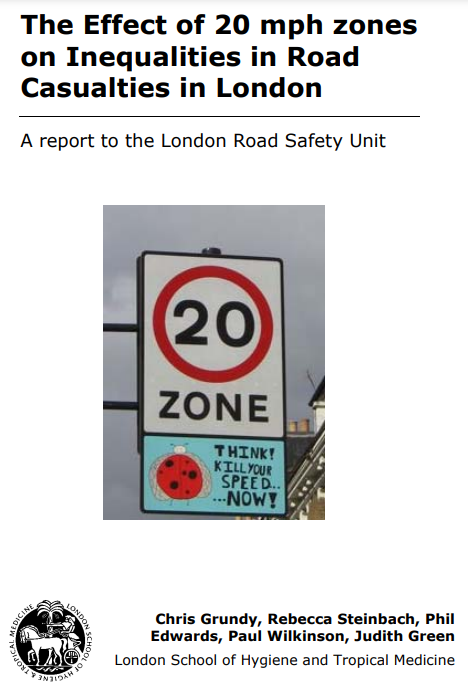 The Effect of 20 mph zones
on Inequalities in Road
Casualties in London
A report to the London Road Safety Unit
20
ZONE
THINK!
KILL YOUR
SPEED...
...NOW!
LONDON SCHOOL of HYGIENE & TROPICAL MEDICINE
Chris Grundy, Rebecca Steinbach, Phil
Edwards, Paul Wilkinson, Judith Green
London School of Hygiene and Tropical Medicine